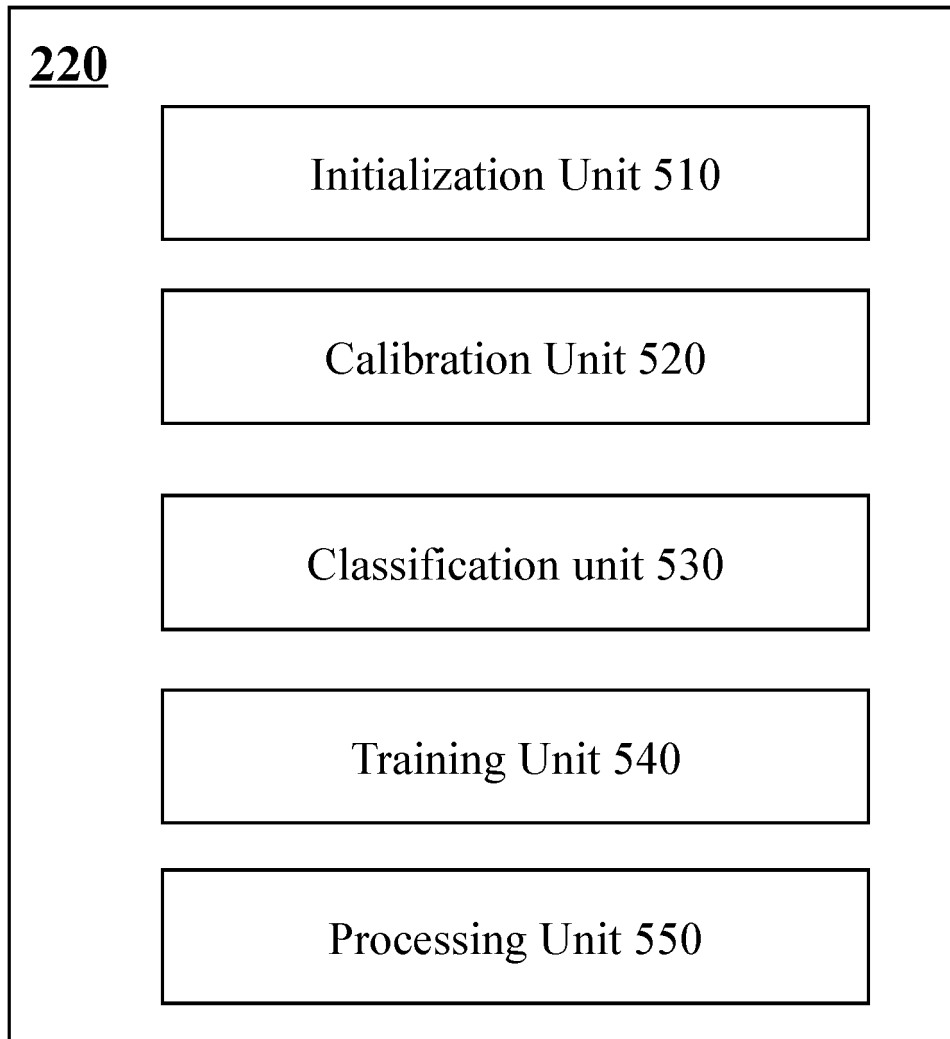 220
Initialization Unit 510
Calibration Unit 520
Classification unit 530
Training Unit 540
Processing Unit 550